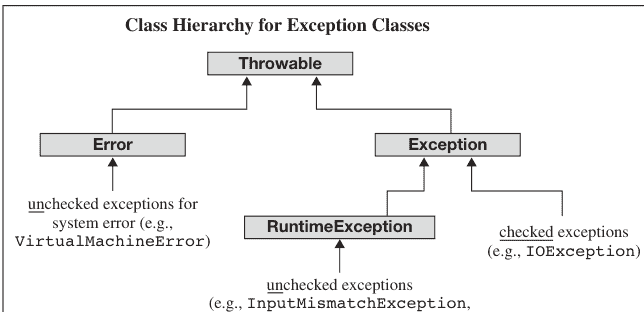 Class Hierarchy for Exception Classes
Throwable
Error
Exception
unchecked exceptions for
system error (e.g.,
VirtualMachineError)
RuntimeException
checked exceptions
(e.g., IOException)
unchecked exceptions
(e.g., InputMismatchException,